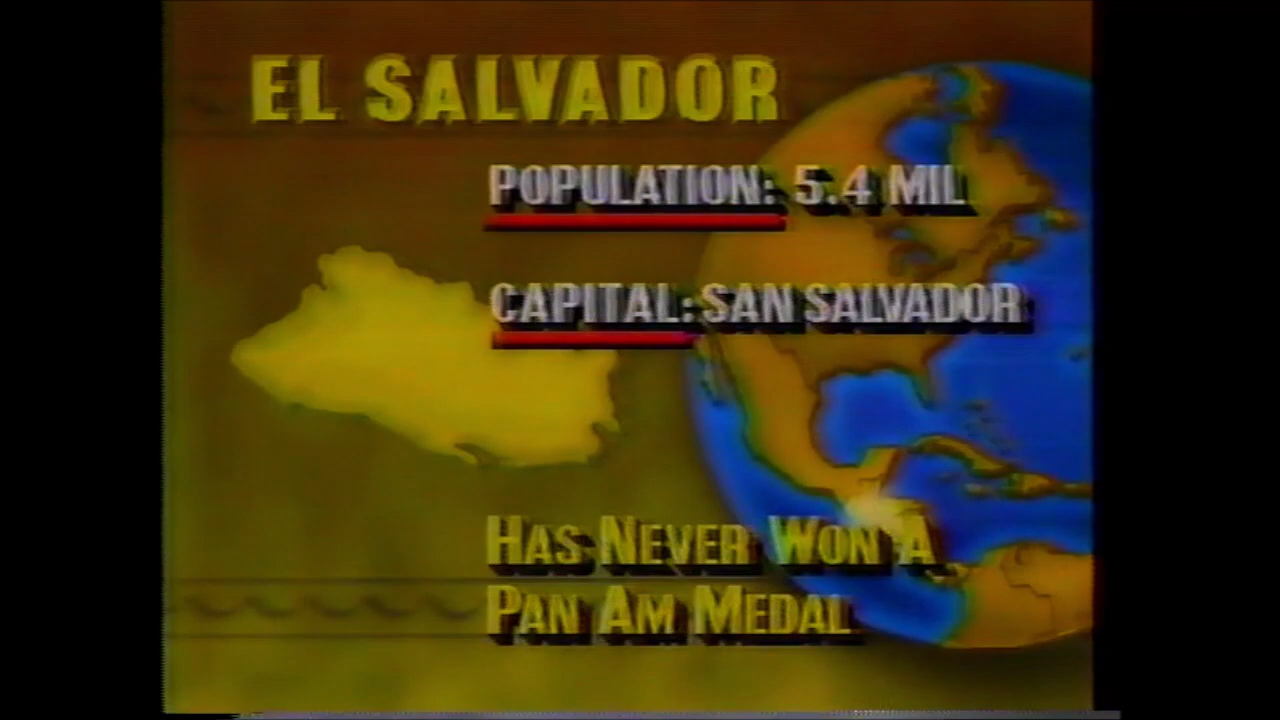 EL SALVADOR
POPULATION: 5.4 MIL
CAPITAL: SAN SALVADOR
HAS NEVER WON A
PAN AM MEDAL